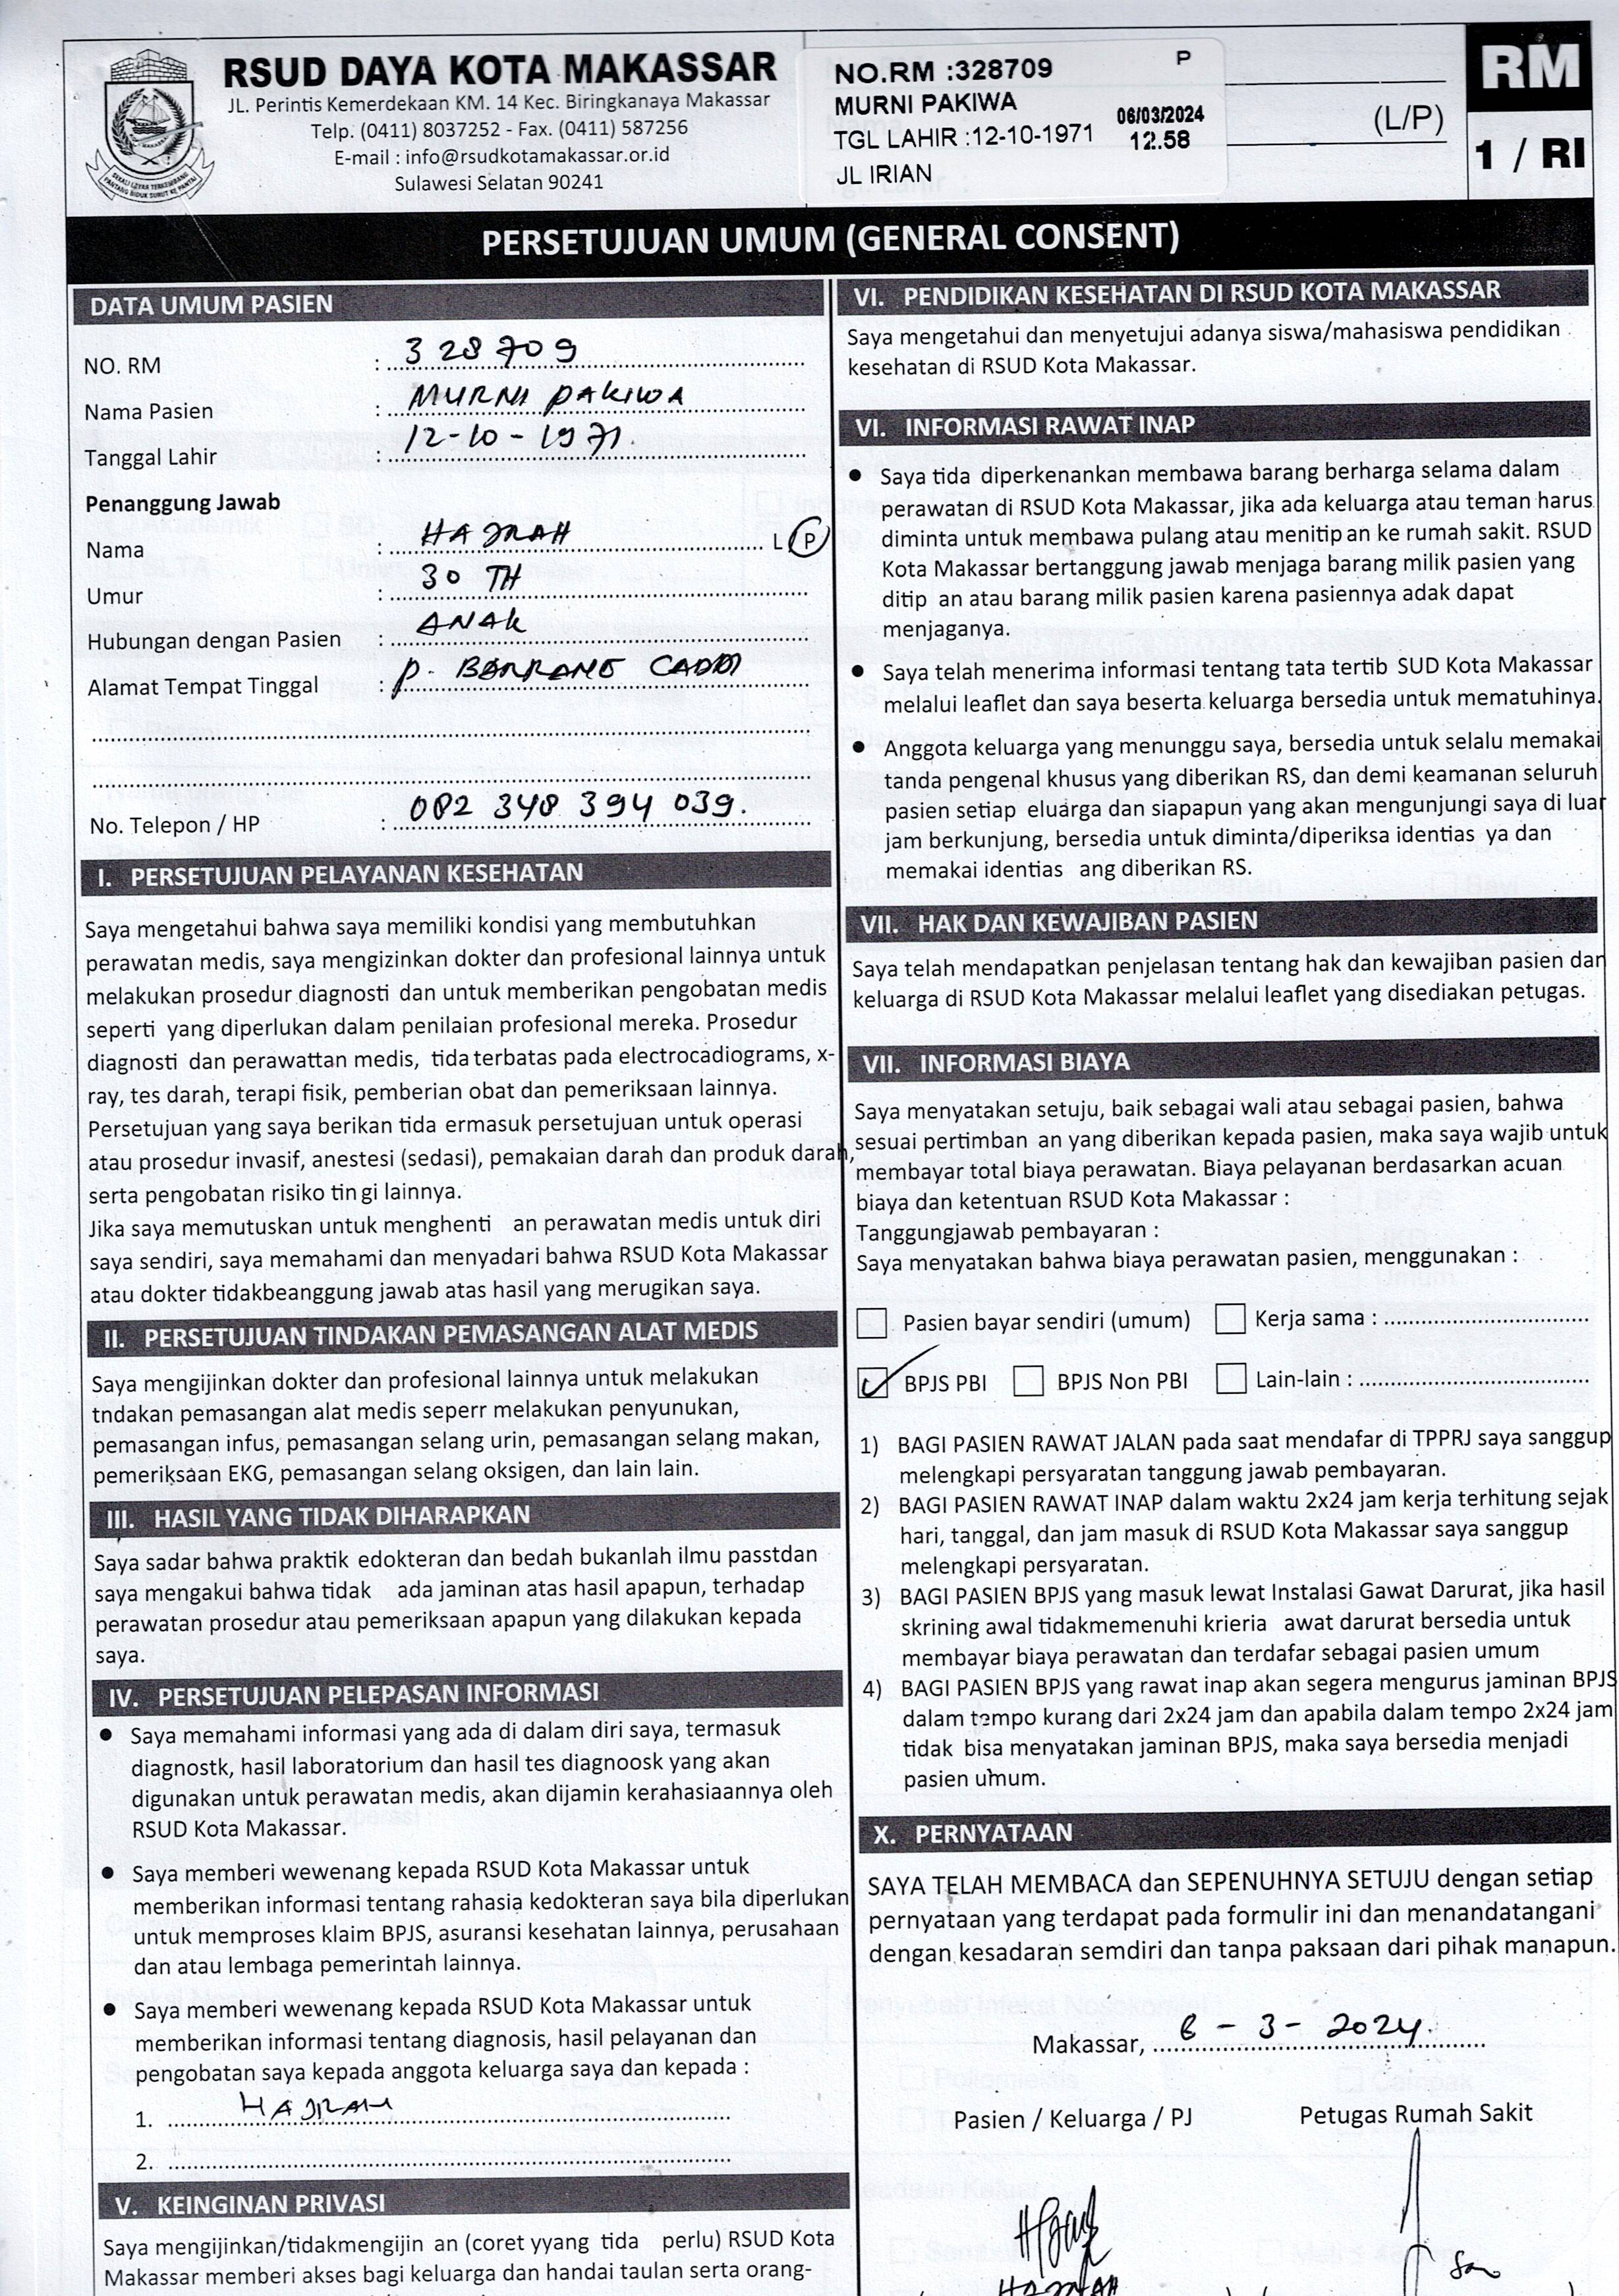 RSUD DAYA KOTA MAKASSAR
JL. Perintis Kemerdekaan KM. 14 Kec. Biringkanaya Makassar
Telp. (0411) 8037252 - Fax. (0411) 587256
E-mail : info@rsudkotamakassar.or.id
Sulawesi Selatan 90241
NO.RM :328709 P
MURNI PAKIWA
TGL LAHIR :12-10-1971
06/03/2024
12.58
JL IRIAN
(L/P)
RM
1 / RI
PERSETUJUAN UMUM (GENERAL CONSENT)
DATA UMUM PASIEN
NO. RM : 328709
Nama Pasien : MURNI PAKIWA
Tanggal Lahir : 12-10-1971.
Penanggung Jawab
Nama : HAJRAH L/P
Umur : 30 TH
Hubungan dengan Pasien : ANAK
Alamat Tempat Tinggal : P. BARRANG CADDI
No. Telepon / HP : 082 348 394 039.
I. PERSETUJUAN PELAYANAN KESEHATAN
Saya mengetahui bahwa saya memiliki kondisi yang membutuhkan
perawatan medis, saya mengizinkan dokter dan profesional lainnya untuk
melakukan prosedur diagnosti dan untuk memberikan pengobatan medis
seperti yang diperlukan dalam penilaian profesional mereka. Prosedur
diagnosti dan perawattan medis, tida terbatas pada electrocadiograms, x-
ray, tes darah, terapi fisik, pemberian obat dan pemeriksaan lainnya.
Persetujuan yang saya berikan tida ermasuk persetujuan untuk operasi
atau prosedur invasif, anestesi (sedasi), pemakaian darah dan produk darah,
serta pengobatan risiko tin gi lainnya.
Jika saya memutuskan untuk menghenti an perawatan medis untuk diri
saya sendiri, saya memahami dan menyadari bahwa RSUD Kota Makassar
atau dokter tidakbeanggung jawab atas hasil yang merugikan saya.
II. PERSETUJUAN TINDAKAN PEMASANGAN ALAT MEDIS
Saya mengijinkan dokter dan profesional lainnya untuk melakukan
tndakan pemasangan alat medis seperr melakukan penyunukan,
pemasangan infus, pemasangan selang urin, pemasangan selang makan,
pemeriksaan EKG, pemasangan selang oksigen, dan lain lain.
III. HASIL YANG TIDAK DIHARAPKAN
Saya sadar bahwa praktik edokteran dan bedah bukanlah ilmu passtdan
saya mengakui bahwa tidak ada jaminan atas hasil apapun, terhadap
perawatan prosedur atau pemeriksaan apapun yang dilakukan kepada
saya.
IV. PERSETUJUAN PELEPASAN INFORMASI
● Saya memahami informasi yang ada di dalam diri saya, termasuk
diagnostk, hasil laboratorium dan hasil tes diagnoosk yang akan
digunakan untuk perawatan medis, akan dijamin kerahasiaannya oleh
RSUD Kota Makassar.
● Saya memberi wewenang kepada RSUD Kota Makassar untuk
memberikan informasi tentang rahasia kedokteran saya bila diperlukan
untuk memproses klaim BPJS, asuransi kesehatan lainnya, perusahaan
dan atau lembaga pemerintah lainnya.
● Saya memberi wewenang kepada RSUD Kota Makassar untuk
memberikan informasi tentang diagnosis, hasil pelayanan dan
pengobatan saya kepada anggota keluarga saya dan kepada :
1. HAJRAH
2.
V. KEINGINAN PRIVASI
Saya mengijinkan/tidakmengijin an (coret yyang tida perlu) RSUD Kota
Makassar memberi akses bagi keluarga dan handai taulan serta orang-
VI. PENDIDIKAN KESEHATAN DI RSUD KOTA MAKASSAR
Saya mengetahui dan menyetujui adanya siswa/mahasiswa pendidikan
kesehatan di RSUD Kota Makassar.
VI. INFORMASI RAWAT INAP
● Saya tida diperkenankan membawa barang berharga selama dalam
perawatan di RSUD Kota Makassar, jika ada keluarga atau teman harus
diminta untuk membawa pulang atau menitip an ke rumah sakit. RSUD
Kota Makassar bertanggung jawab menjaga barang milik pasien yang
ditip an atau barang milik pasien karena pasiennya adak dapat
menjaganya.
● Saya telah menerima informasi tentang tata tertib SUD Kota Makassar
melalui leaflet dan saya beserta keluarga bersedia untuk mematuhinya.
● Anggota keluarga yang menunggu saya, bersedia untuk selalu memakai
tanda pengenal khusus yang diberikan RS, dan demi keamanan seluruh
pasien setiap eluarga dan siapapun yang akan mengunjungi saya di luar
jam berkunjung, bersedia untuk diminta/diperiksa identias ya dan
memakai identias ang diberikan RS.
VII. HAK DAN KEWAJIBAN PASIEN
Saya telah mendapatkan penjelasan tentang hak dan kewajiban pasien dan
keluarga di RSUD Kota Makassar melalui leaflet yang disediakan petugas.
VII. INFORMASI BIAYA
Saya menyatakan setuju, baik sebagai wali atau sebagai pasien, bahwa
sesuai pertimban an yang diberikan kepada pasien, maka saya wajib untuk
membayar total biaya perawatan. Biaya pelayanan berdasarkan acuan
biaya dan ketentuan RSUD Kota Makassar :
Tanggungjawab pembayaran :
Saya menyatakan bahwa biaya perawatan pasien, menggunakan :
Pasien bayar sendiri (umum) Kerja sama :
BPJS PBI BPJS Non PBI Lain-lain :
1) BAGI PASIEN RAWAT JALAN pada saat mendafar di TPPRJ saya sanggup
melengkapi persyaratan tanggung jawab pembayaran.
2) BAGI PASIEN RAWAT INAP dalam waktu 2x24 jam kerja terhitung sejak
hari, tanggal, dan jam masuk di RSUD Kota Makassar saya sanggup
melengkapi persyaratan.
3) BAGI PASIEN BPJS yang masuk lewat Instalasi Gawat Darurat, jika hasil
skrining awal tidakmemenuhi krieria awat darurat bersedia untuk
membayar biaya perawatan dan terdafar sebagai pasien umum
4) BAGI PASIEN BPJS yang rawat inap akan segera mengurus jaminan BPJS
dalam tempo kurang dari 2x24 jam dan apabila dalam tempo 2x24 jam
tidak bisa menyatakan jaminan BPJS, maka saya bersedia menjadi
pasien umum.
X. PERNYATAAN
SAYA TELAH MEMBACA dan SEPENUHNYA SETUJU dengan setiap
pernyataan yang terdapat pada formulir ini dan menandatangani
dengan kesadaran semdiri dan tanpa paksaan dari pihak manapun.
Makassar, 6 - 3 - 2024.
Pasien / Keluarga / PJ Petugas Rumah Sakit
HAJRAH